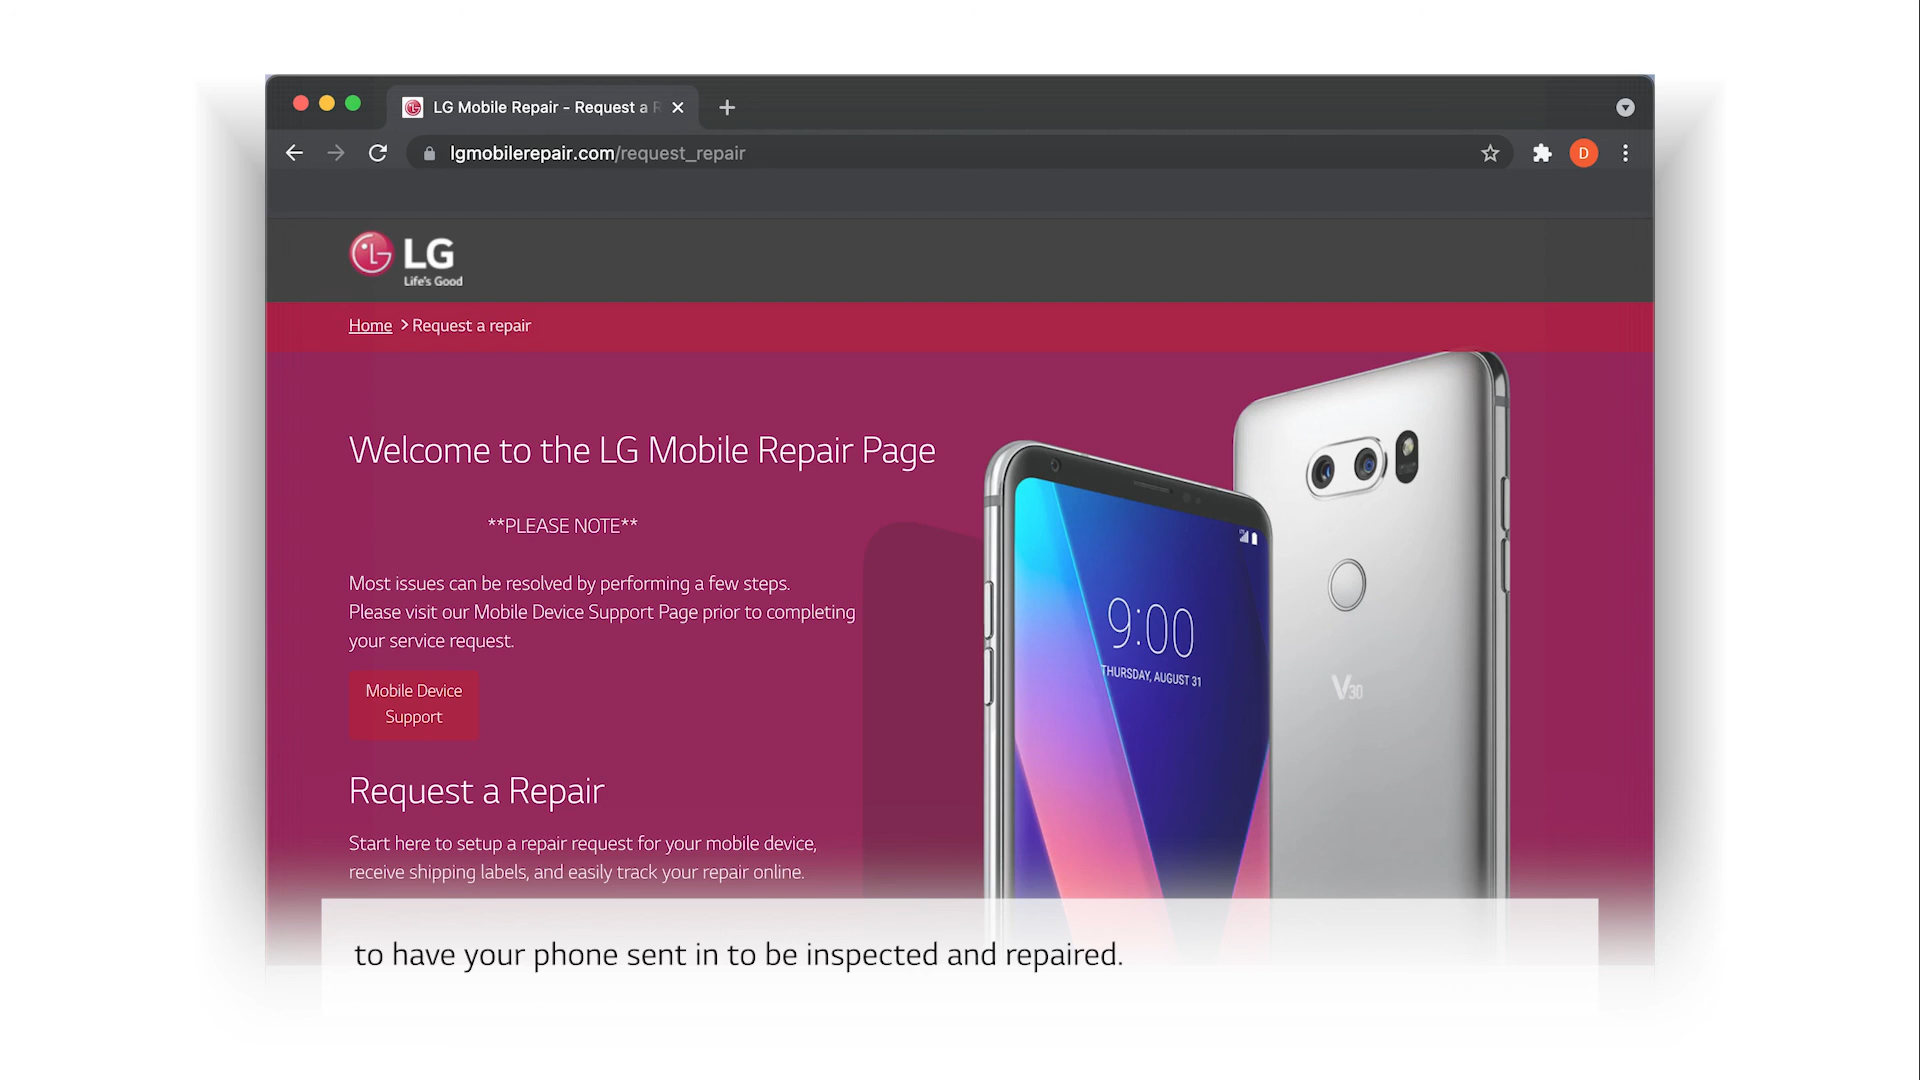 LG Mobile Repair - Request a R
lgmobilerepair.com/request_repair
D
LG
Life's Good
Home > Request a repair
Welcome to the LG Mobile Repair Page
**PLEASE NOTE**
Most issues can be resolved by performing a few steps.
Please visit our Mobile Device Support Page prior to completing
your service request.
Mobile Device
Support
Request a Repair
Start here to setup a repair request for your mobile device,
receive shipping labels, and easily track your repair online.
9:00
THURSDAY, AUGUST 31
V30
to have your phone sent in to be inspected and repaired.